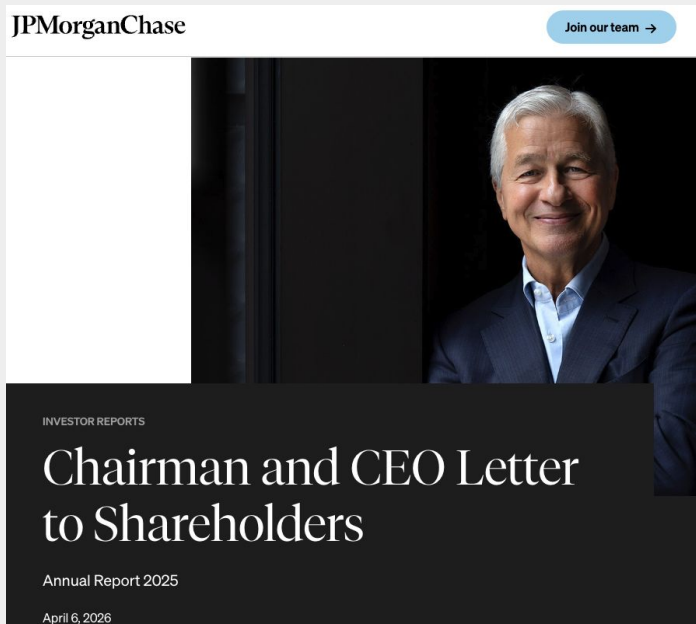 JPMorganChase
Join our team →
INVESTOR REPORTS
Chairman and CEO Letter
to Shareholders
Annual Report 2025
April 6, 2026